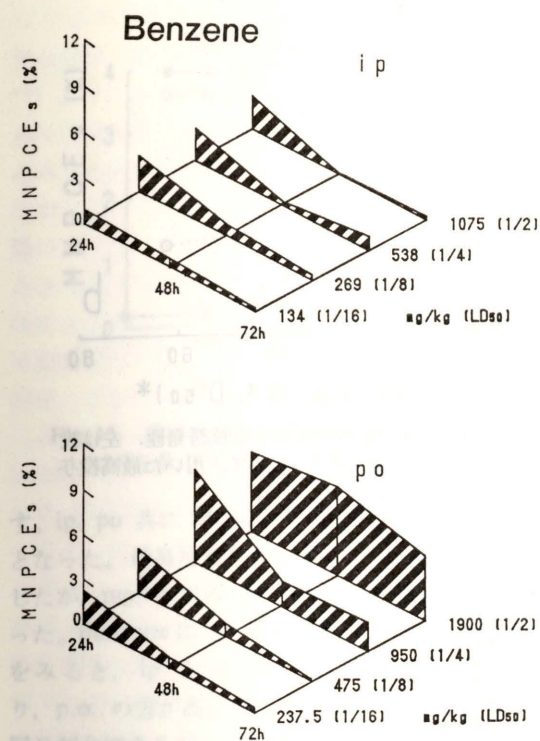 Benzene
ip
MNPCEs (%)
12
9
6
3
0
24h
48h
72h
1075 (1/2)
538 (1/4)
269 (1/8)
134 (1/16) mg/kg (LD50)
po
MNPCEs (%)
12
9
6
3
0
24h
48h
72h
1900 (1/2)
950 (1/4)
475 (1/8)
237.5 (1/16) mg/kg (LD50)